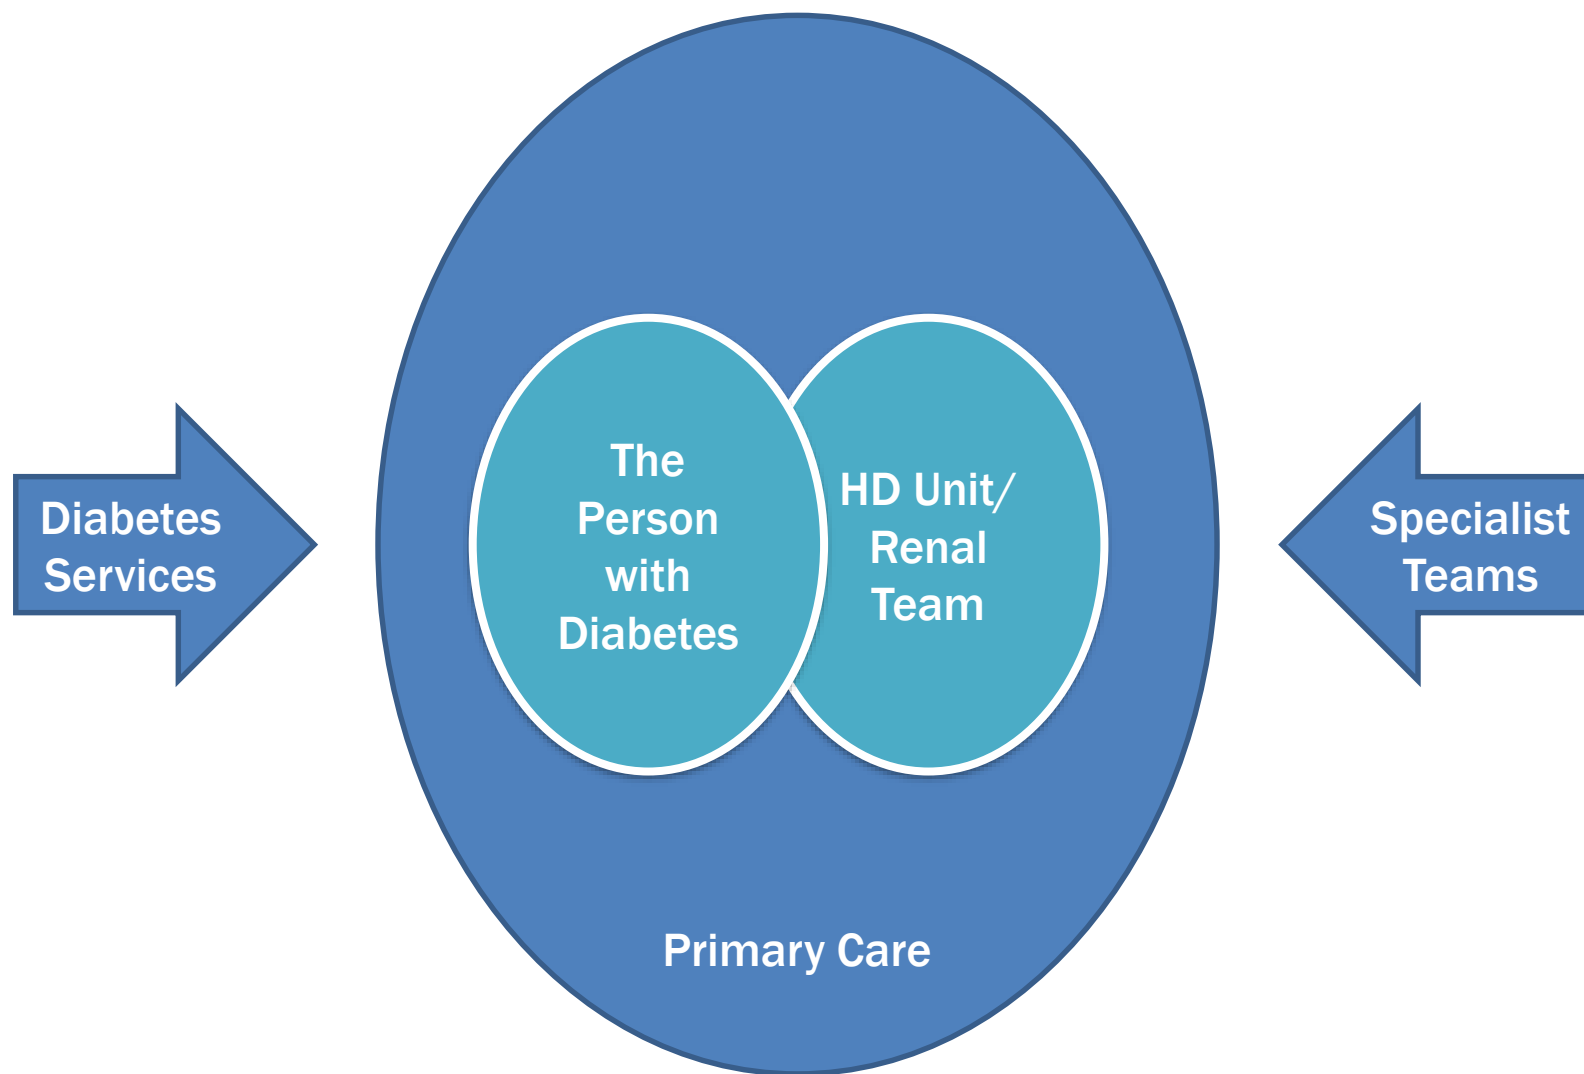 Diabetes
Services
The
Person
with
Diabetes
HD Unit/
Renal
Team
Specialist
Teams
Primary Care